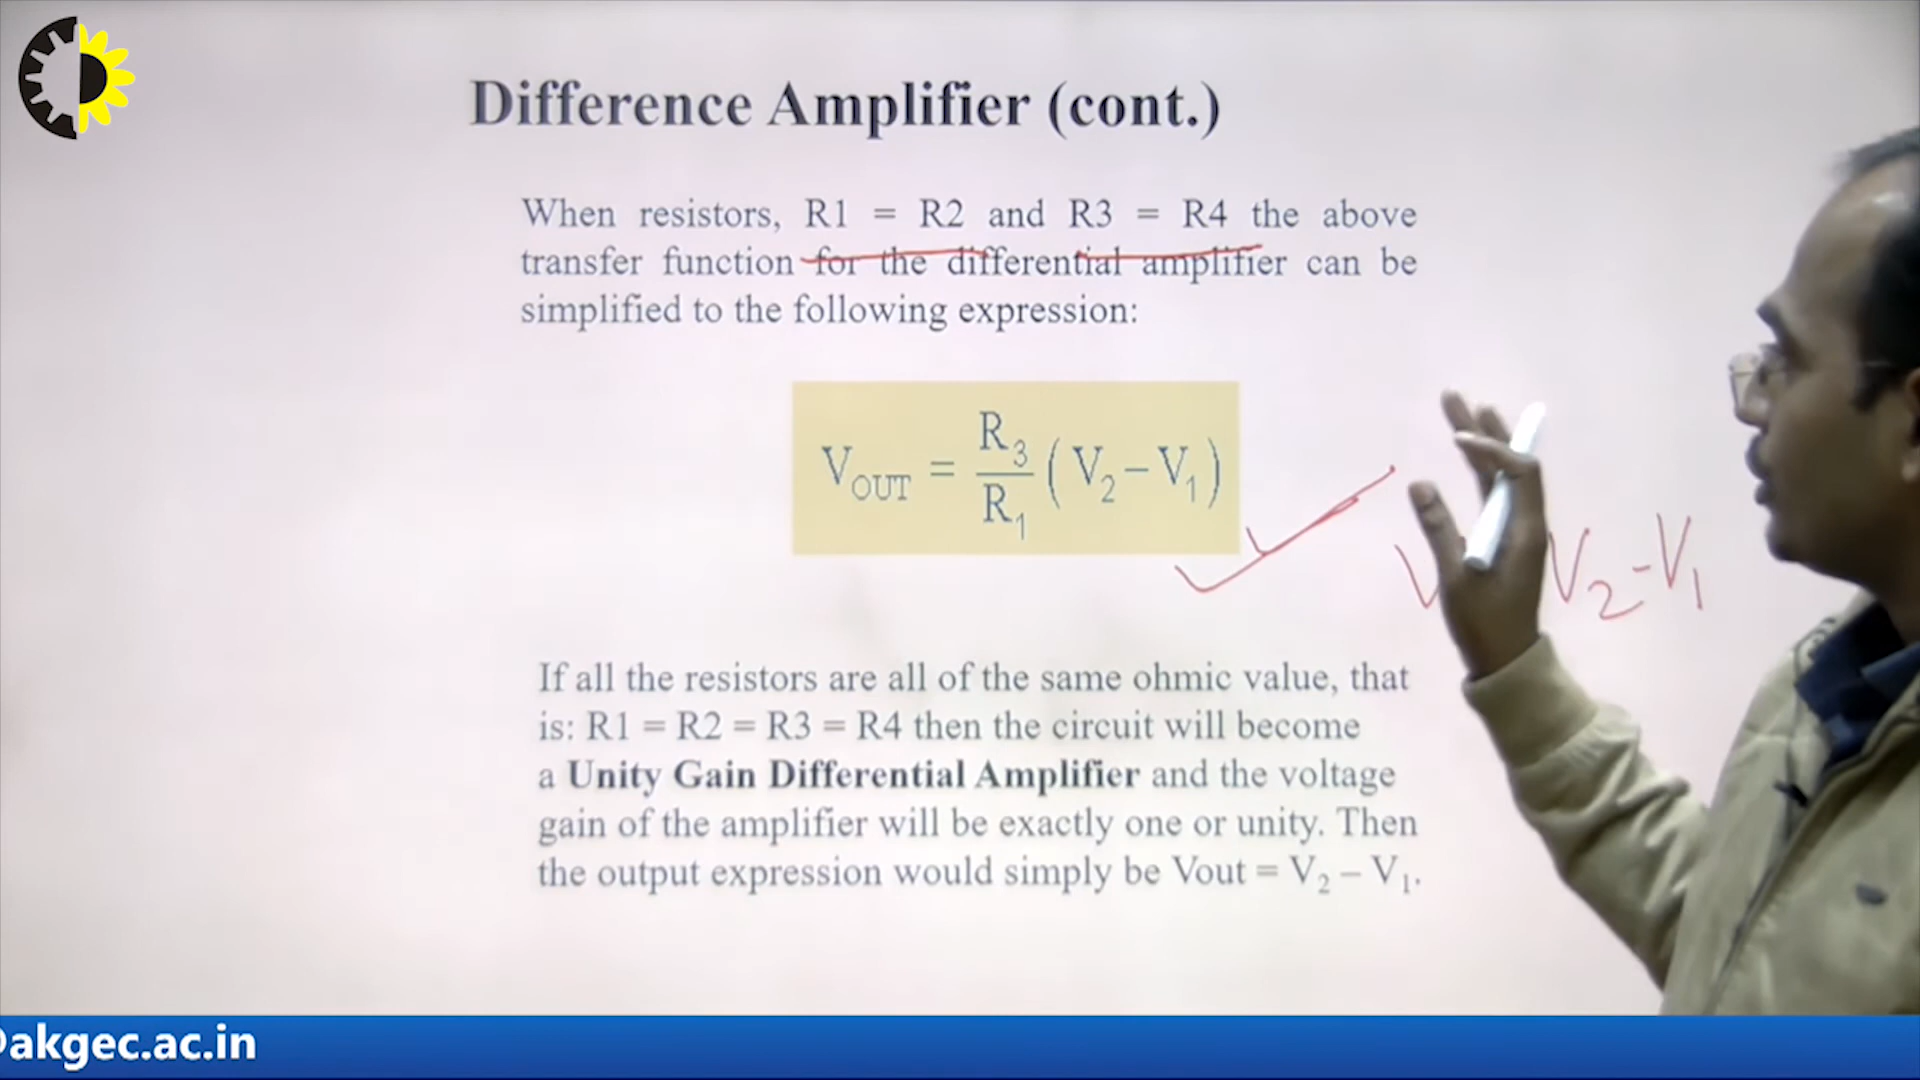 Difference Amplifier (cont.)
When resistors, R1 = R2 and R3 = R4 the above
transfer function for the differential amplifier can be
simplified to the following expression:
V_OUT = R₃/R₁ (V₂ – V₁)
V₂-V₁
If all the resistors are all of the same ohmic value, that
is: R1 = R2 = R3 = R4 then the circuit will become
a Unity Gain Differential Amplifier and the voltage
gain of the amplifier will be exactly one or unity. Then
the output expression would simply be Vout = V₂ – V₁.
akgec.ac.in